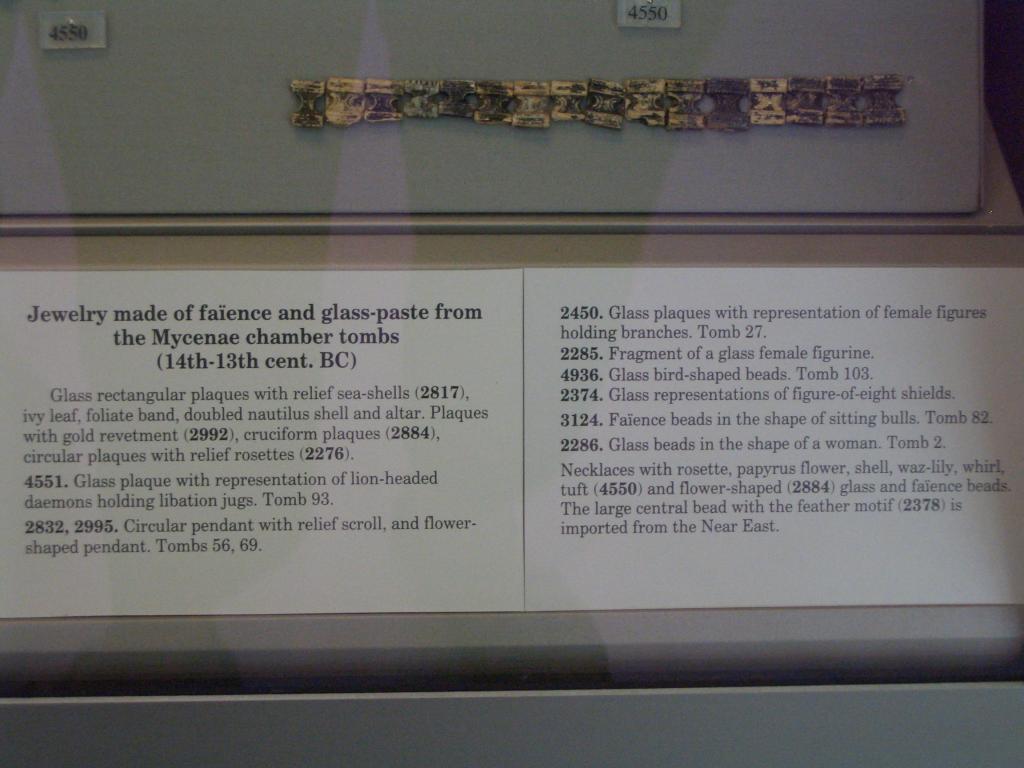 4550
4550
Jewelry made of faïence and glass-paste from
the Mycenae chamber tombs
(14th-13th cent. BC)
Glass rectangular plaques with relief sea-shells (2817),
ivy leaf, foliate band, doubled nautilus shell and altar. Plaques
with gold revetment (2992), cruciform plaques (2884),
circular plaques with relief rosettes (2276).
4551. Glass plaque with representation of lion-headed
daemons holding libation jugs. Tomb 93.
2832, 2995. Circular pendant with relief scroll, and flower-
shaped pendant. Tombs 56, 69.
2450. Glass plaques with representation of female figures
holding branches. Tomb 27.
2285. Fragment of a glass female figurine.
4936. Glass bird-shaped beads. Tomb 103.
2374. Glass representations of figure-of-eight shields.
3124. Faïence beads in the shape of sitting bulls. Tomb 82.
2286. Glass beads in the shape of a woman. Tomb 2.
Necklaces with rosette, papyrus flower, shell, waz-lily, whirl,
tuft (4550) and flower-shaped (2884) glass and faïence beads.
The large central bead with the feather motif (2378) is
imported from the Near East.